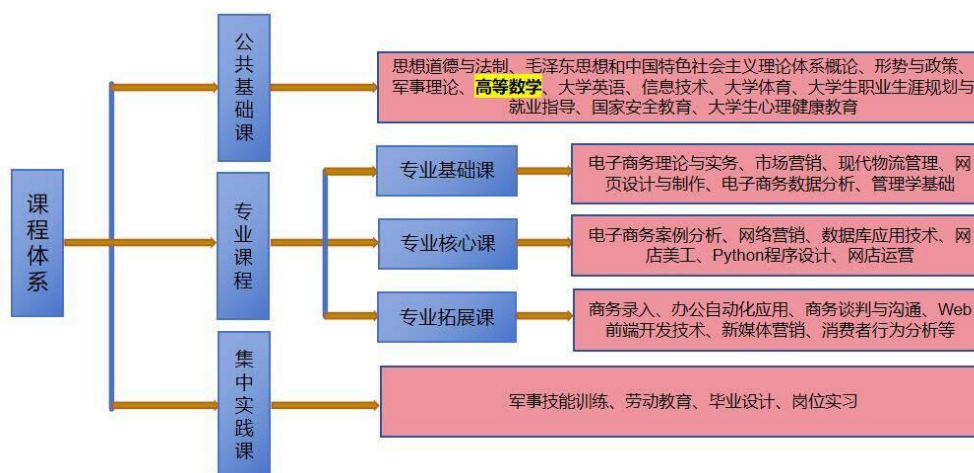 课程体系
公共基础课
思想道德与法制、毛泽东思想和中国特色社会主义理论体系概论、形势与政策、
军事理论、高等数学、大学英语、信息技术、大学体育、大学生职业生涯规划与
就业指导、国家安全教育、大学生心理健康教育
专业课程
专业基础课
电子商务理论与实务、市场营销、现代物流管理、网
页设计与制作、电子商务数据分析、管理学基础
专业核心课
电子商务案例分析、网络营销、数据库应用技术、网
店美工、Python程序设计、网店运营
专业拓展课
商务录入、办公自动化应用、商务谈判与沟通、Web
前端开发技术、新媒体营销、消费者行为分析等
集中实践课
军事技能训练、劳动教育、毕业设计、岗位实习